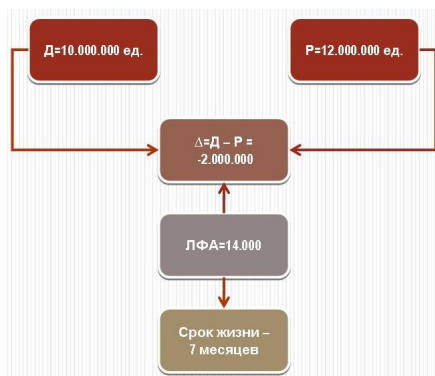 Д=10.000.000 ед.
Р=12.000.000 ед.
Δ=Д – Р =
-2.000.000
ЛФА=14.000
Срок жизни –
7 месяцев